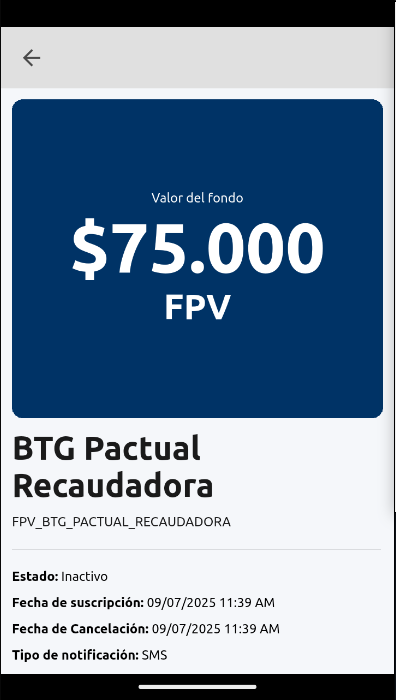 Valor del fondo
$75.000
FPV
BTG Pactual
Recaudadora
FPV_BTG_PACTUAL_RECAUDADORA
Estado: Inactivo
Fecha de suscripción: 09/07/2025 11:39 AM
Fecha de Cancelación: 09/07/2025 11:39 AM
Tipo de notificación: SMS